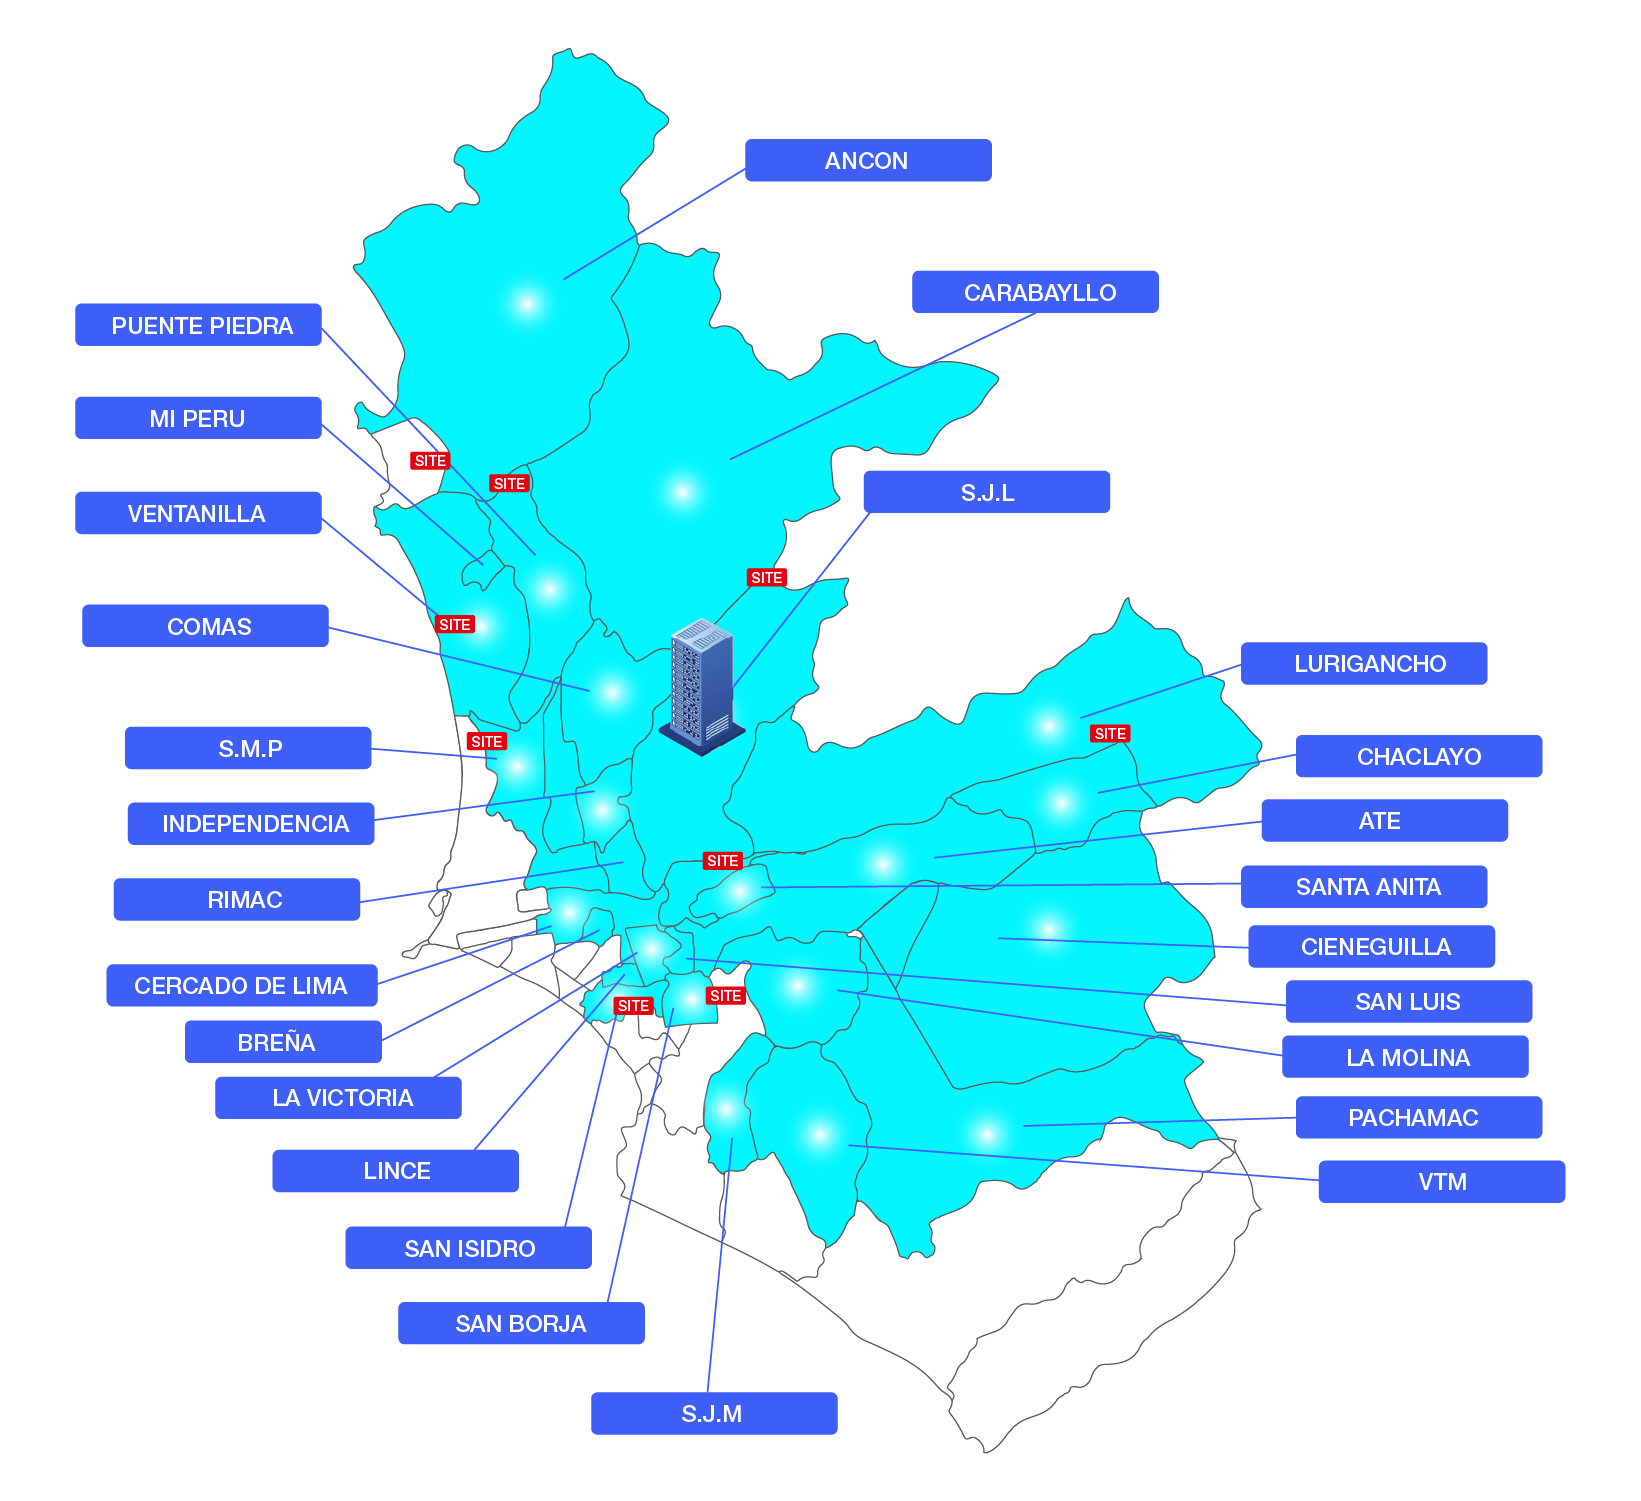 ANCON
CARABAYLLO
PUENTE PIEDRA
MI PERU
SITE
SITE
S.J.L
VENTANILLA
SITE
SITE
COMAS
LURIGANCHO
SITE
S.M.P
SITE
CHACLAYO
INDEPENDENCIA
ATE
SITE
SANTA ANITA
RIMAC
CIENEGUILLA
CERCADO DE LIMA
SITE
SITE
SAN LUIS
BREÑA
LA MOLINA
LA VICTORIA
PACHAMAC
LINCE
VTM
SAN ISIDRO
SAN BORJA
S.J.M